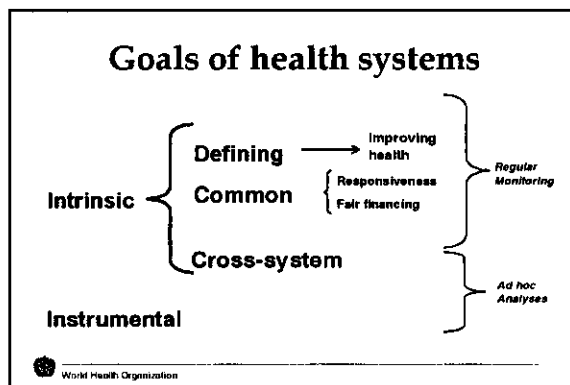 Goals of health systems
Intrinsic
Defining
Improving
health
Common
Responsiveness
Fair financing
Cross-system
Regular
Monitoring
Instrumental
Ad hoc
Analyses
World Health Organization